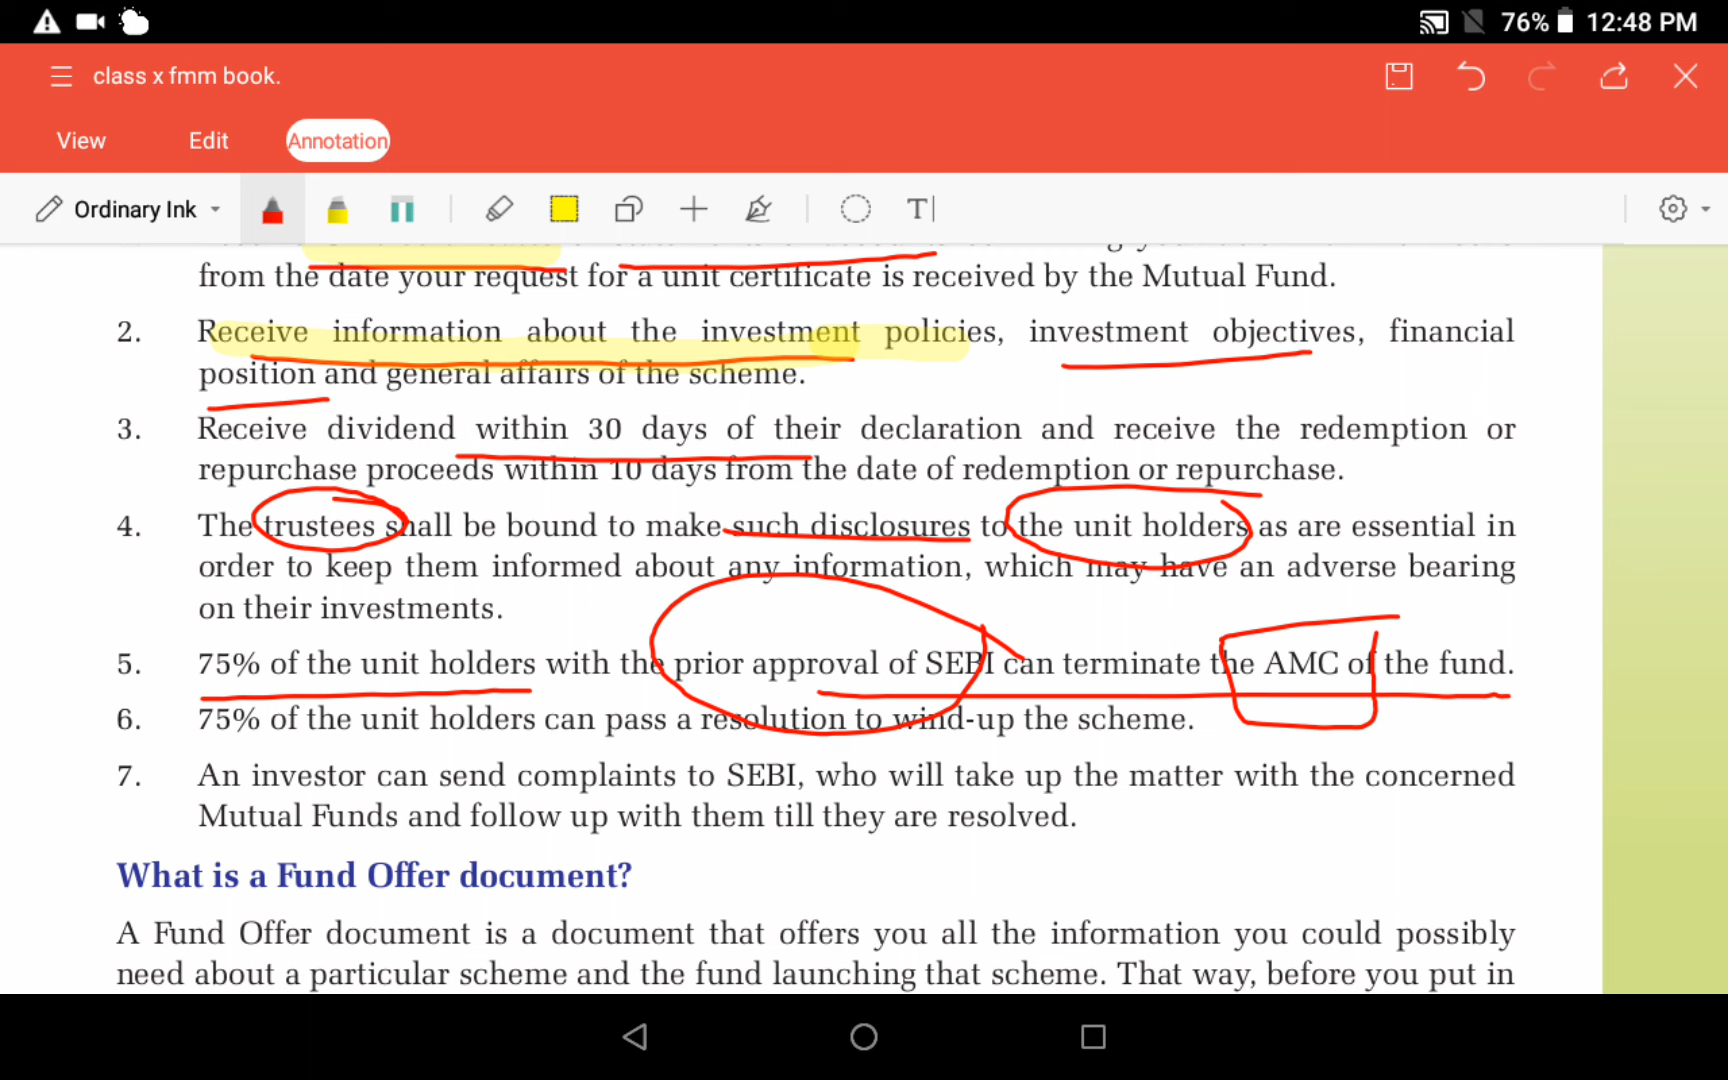 76% 12:48 PM
class x fmm book.
View Edit Annotation
Ordinary Ink T
from the date your request for a unit certificate is received by the Mutual Fund.
2. Receive information about the investment policies, investment objectives, financial
position and general affairs of the scheme.
3. Receive dividend within 30 days of their declaration and receive the redemption or
repurchase proceeds within 10 days from the date of redemption or repurchase.
4. The trustees shall be bound to make such disclosures to the unit holders as are essential in
order to keep them informed about any information, which may have an adverse bearing
on their investments.
5. 75% of the unit holders with the prior approval of SEBI can terminate the AMC of the fund.
6. 75% of the unit holders can pass a resolution to wind-up the scheme.
7. An investor can send complaints to SEBI, who will take up the matter with the concerned
Mutual Funds and follow up with them till they are resolved.
What is a Fund Offer document?
A Fund Offer document is a document that offers you all the information you could possibly
need about a particular scheme and the fund launching that scheme. That way, before you put in